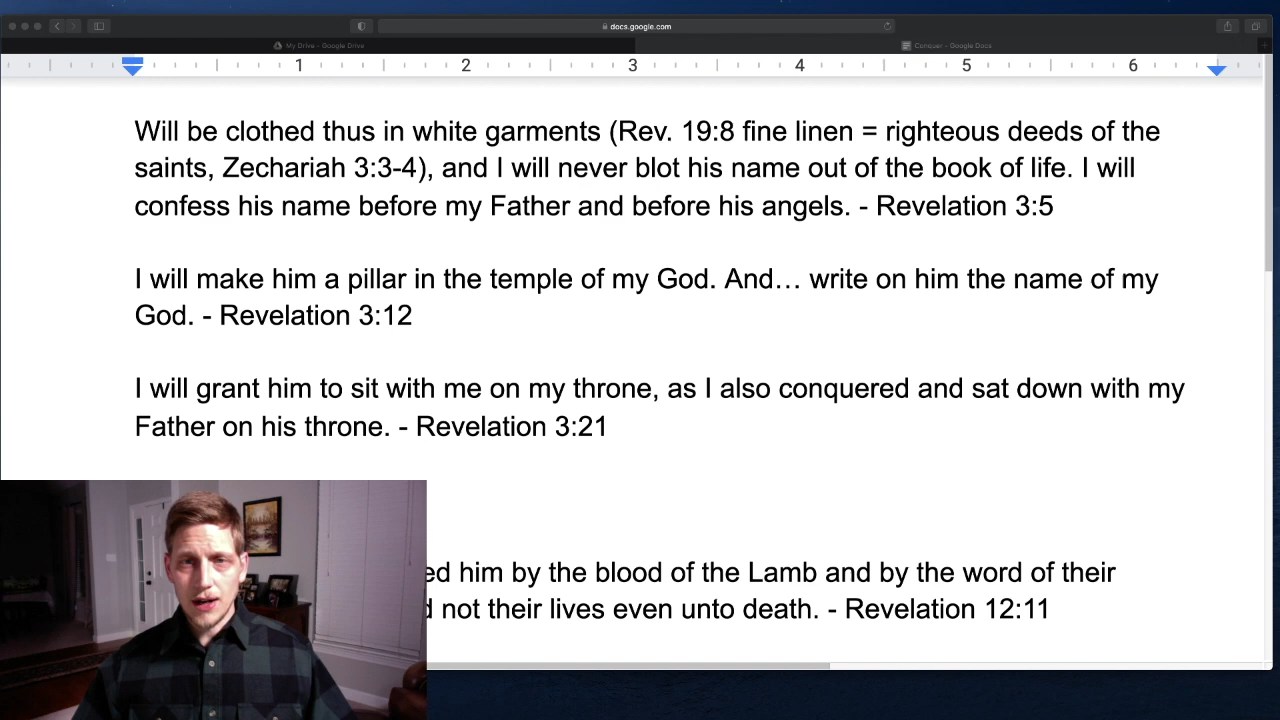 docs.google.com
My Drive - Google Drive
Conquer - Google Docs
1 2 3 4 5 6
Will be clothed thus in white garments (Rev. 19:8 fine linen = righteous deeds of the
saints, Zechariah 3:3-4), and I will never blot his name out of the book of life. I will
confess his name before my Father and before his angels. - Revelation 3:5
I will make him a pillar in the temple of my God. And… write on him the name of my
God. - Revelation 3:12
I will grant him to sit with me on my throne, as I also conquered and sat down with my
Father on his throne. - Revelation 3:21
ed him by the blood of the Lamb and by the word of their
not their lives even unto death. - Revelation 12:11